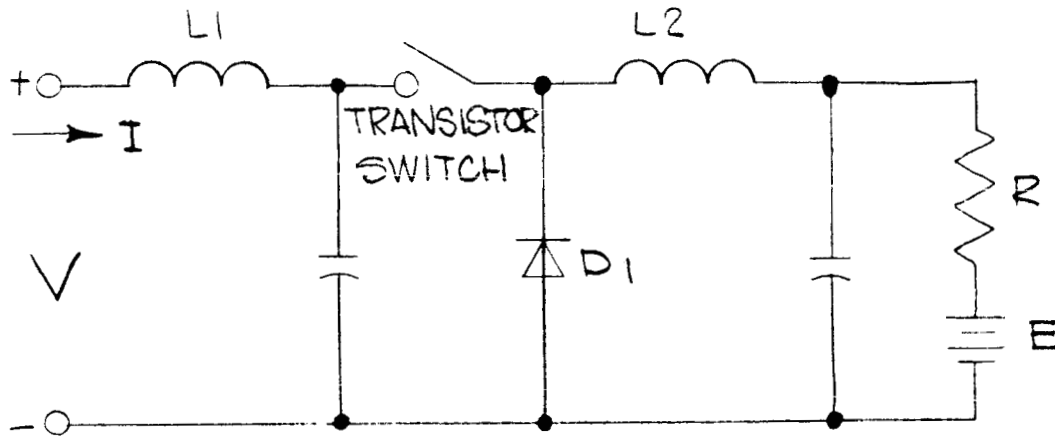 L1
L2
+
I
TRANSISTOR
SWITCH
R
V
D1
E
-